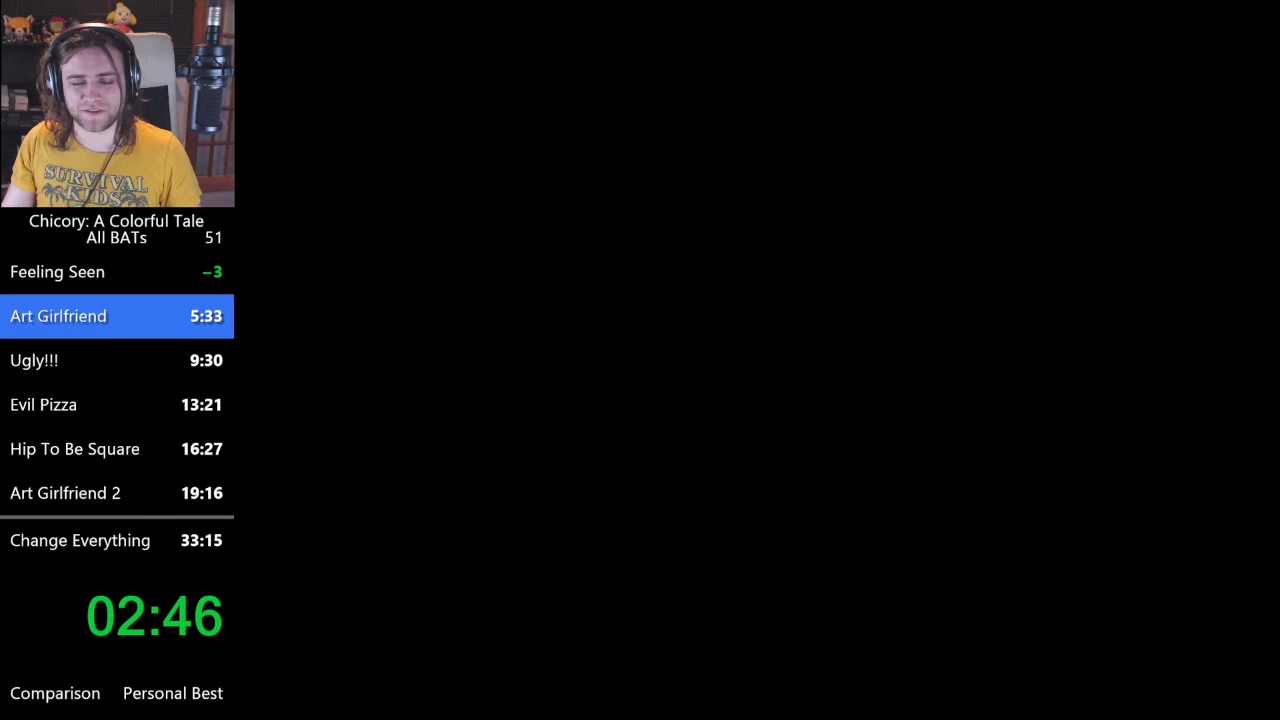 SURVIVAL
KIDS
Chicory: A Colorful Tale
All BATs 51
Feeling Seen −3
Art Girlfriend 5:33
Ugly!!! 9:30
Evil Pizza 13:21
Hip To Be Square 16:27
Art Girlfriend 2 19:16
Change Everything 33:15
02:46
Comparison Personal Best